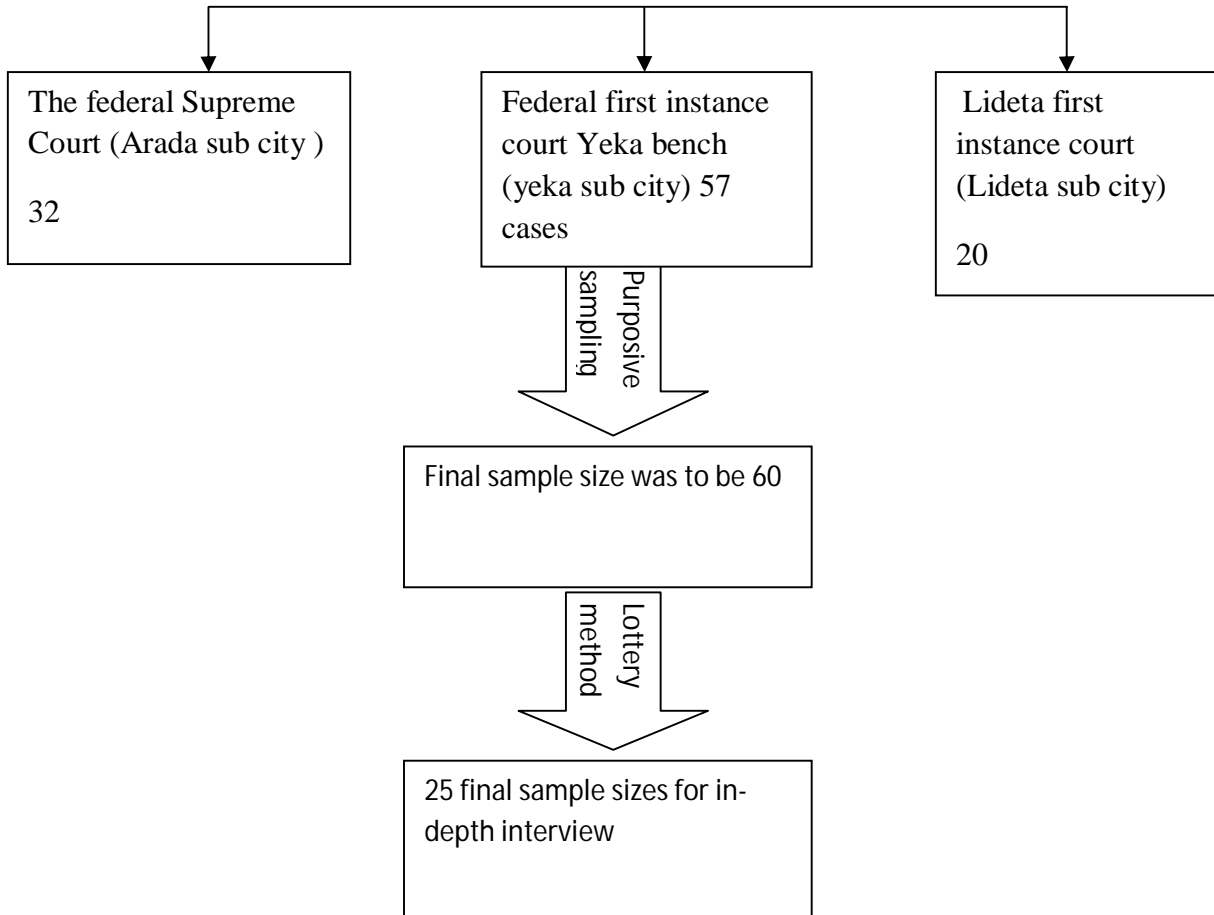 The federal Supreme
Court (Arada sub city )
32
Federal first instance
court Yeka bench
(yeka sub city) 57
cases
Lideta first
instance court
(Lideta sub city)
20
Purposive
sampling
Final sample size was to be 60
Lottery
method
25 final sample sizes for in-
depth interview